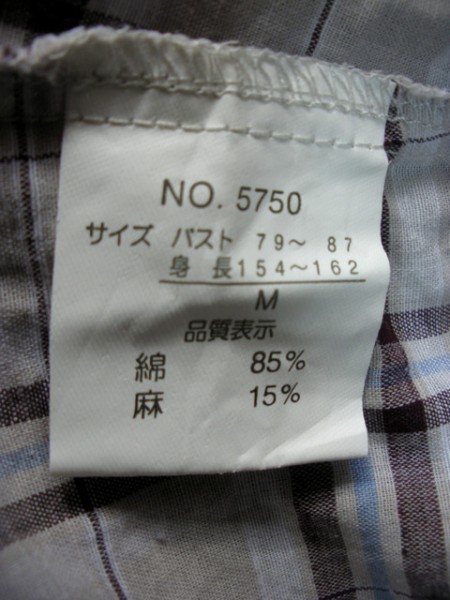 NO. 5750
サイズ バスト 79～ 87
身 長154～162
M
品質表示
綿 85%
麻 15%